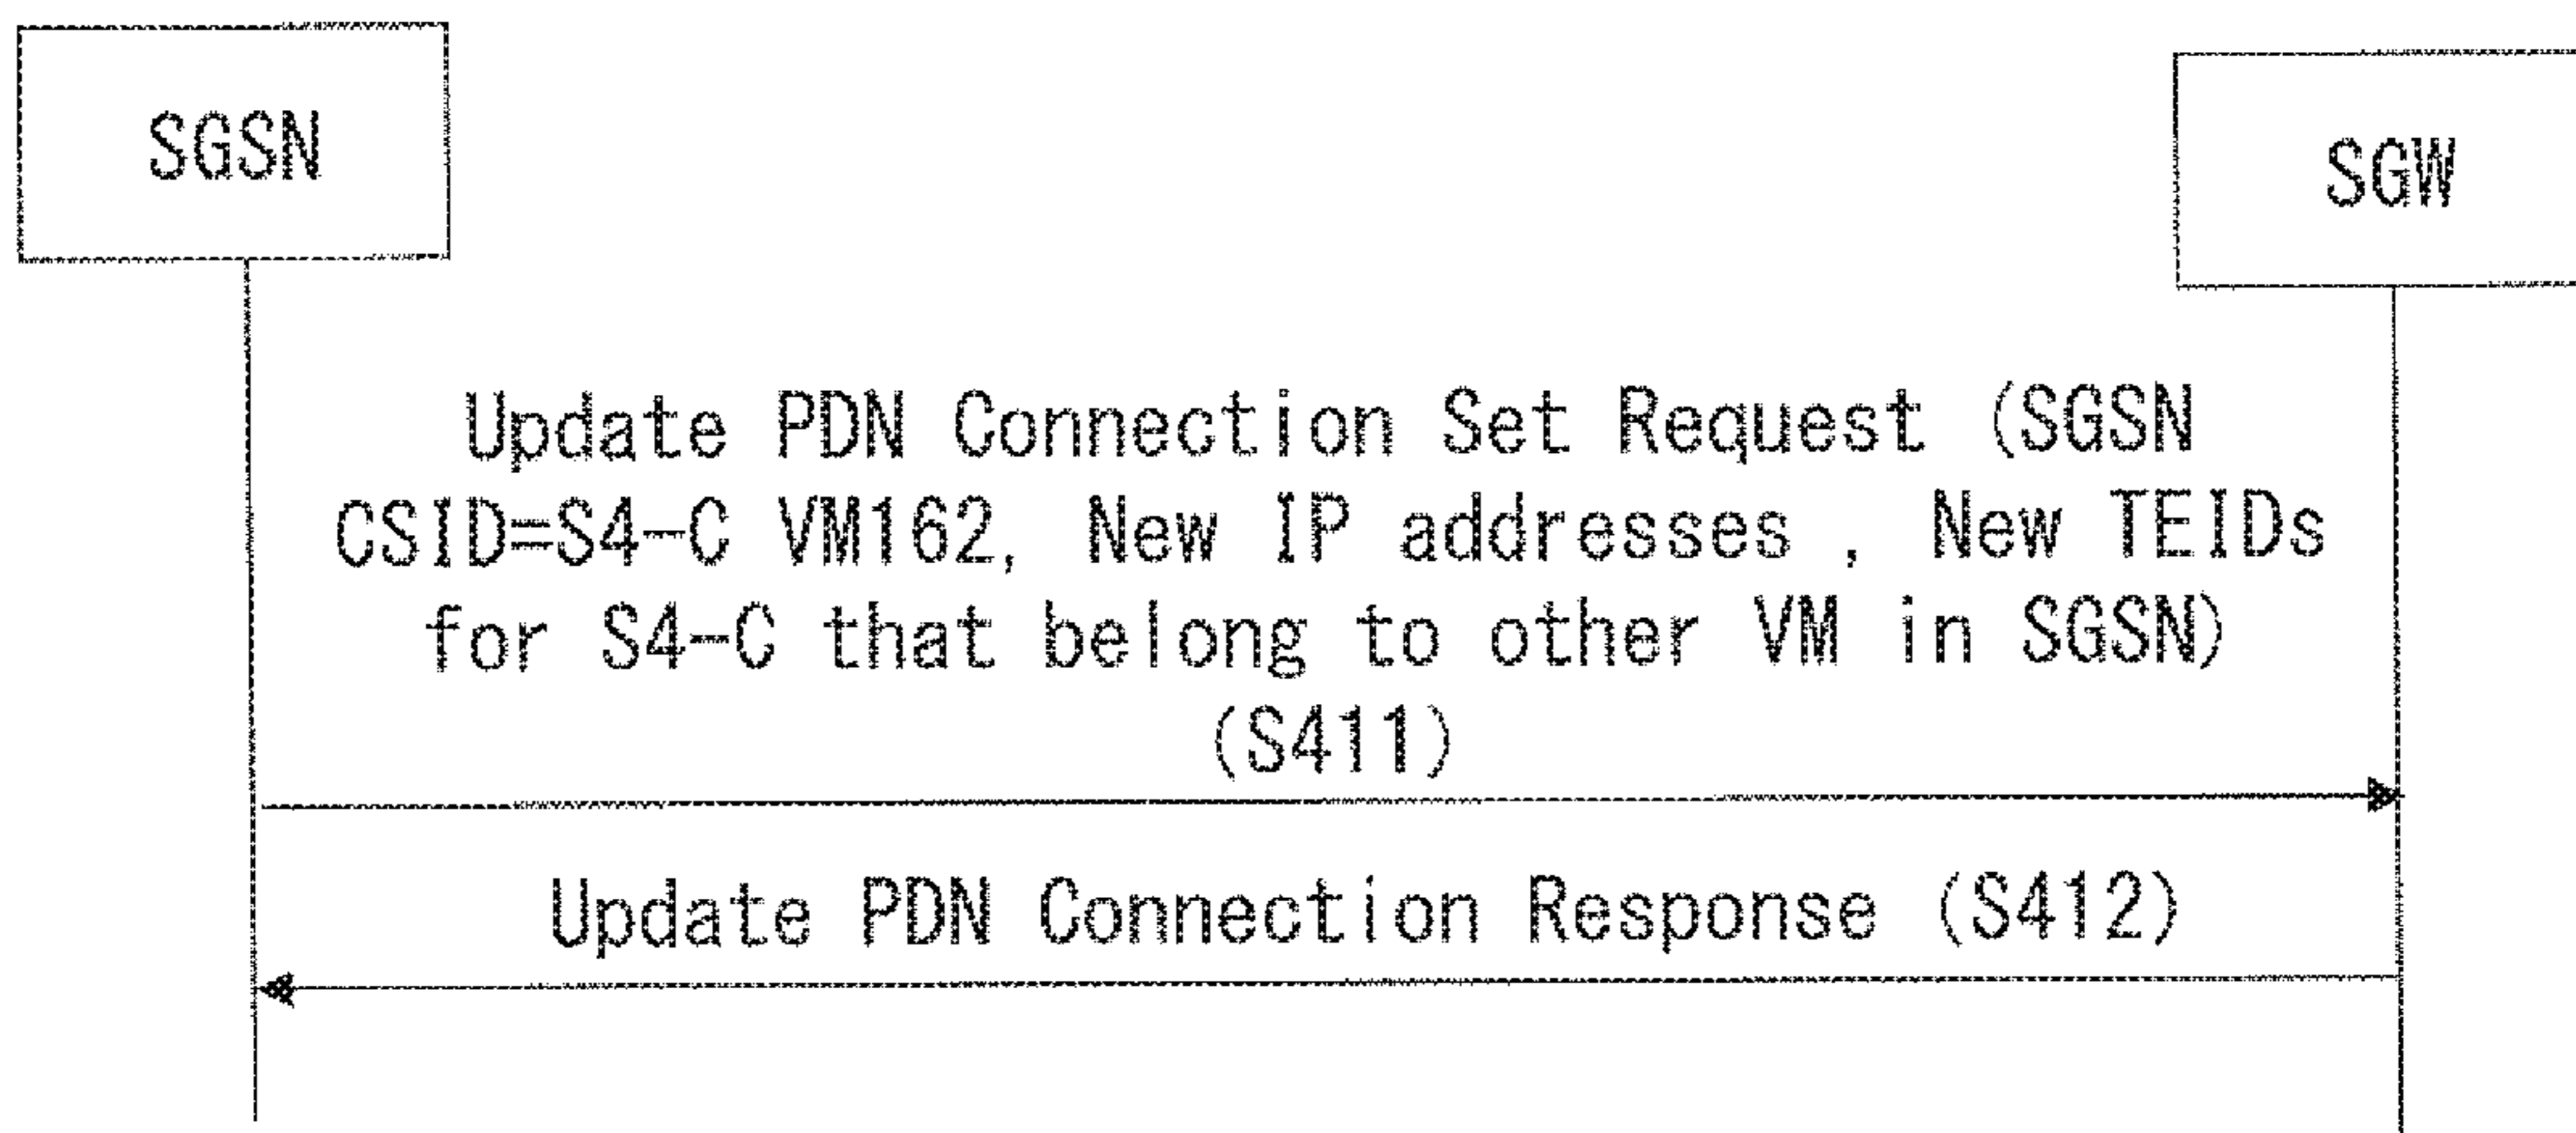 SGSN
SGW
Update PDN Connection Set Request (SGSN
CSID=S4-C VM162, New IP addresses , New TEIDs
for S4-C that belong to other VM in SGSN)
(S411)
Update PDN Connection Response (S412)